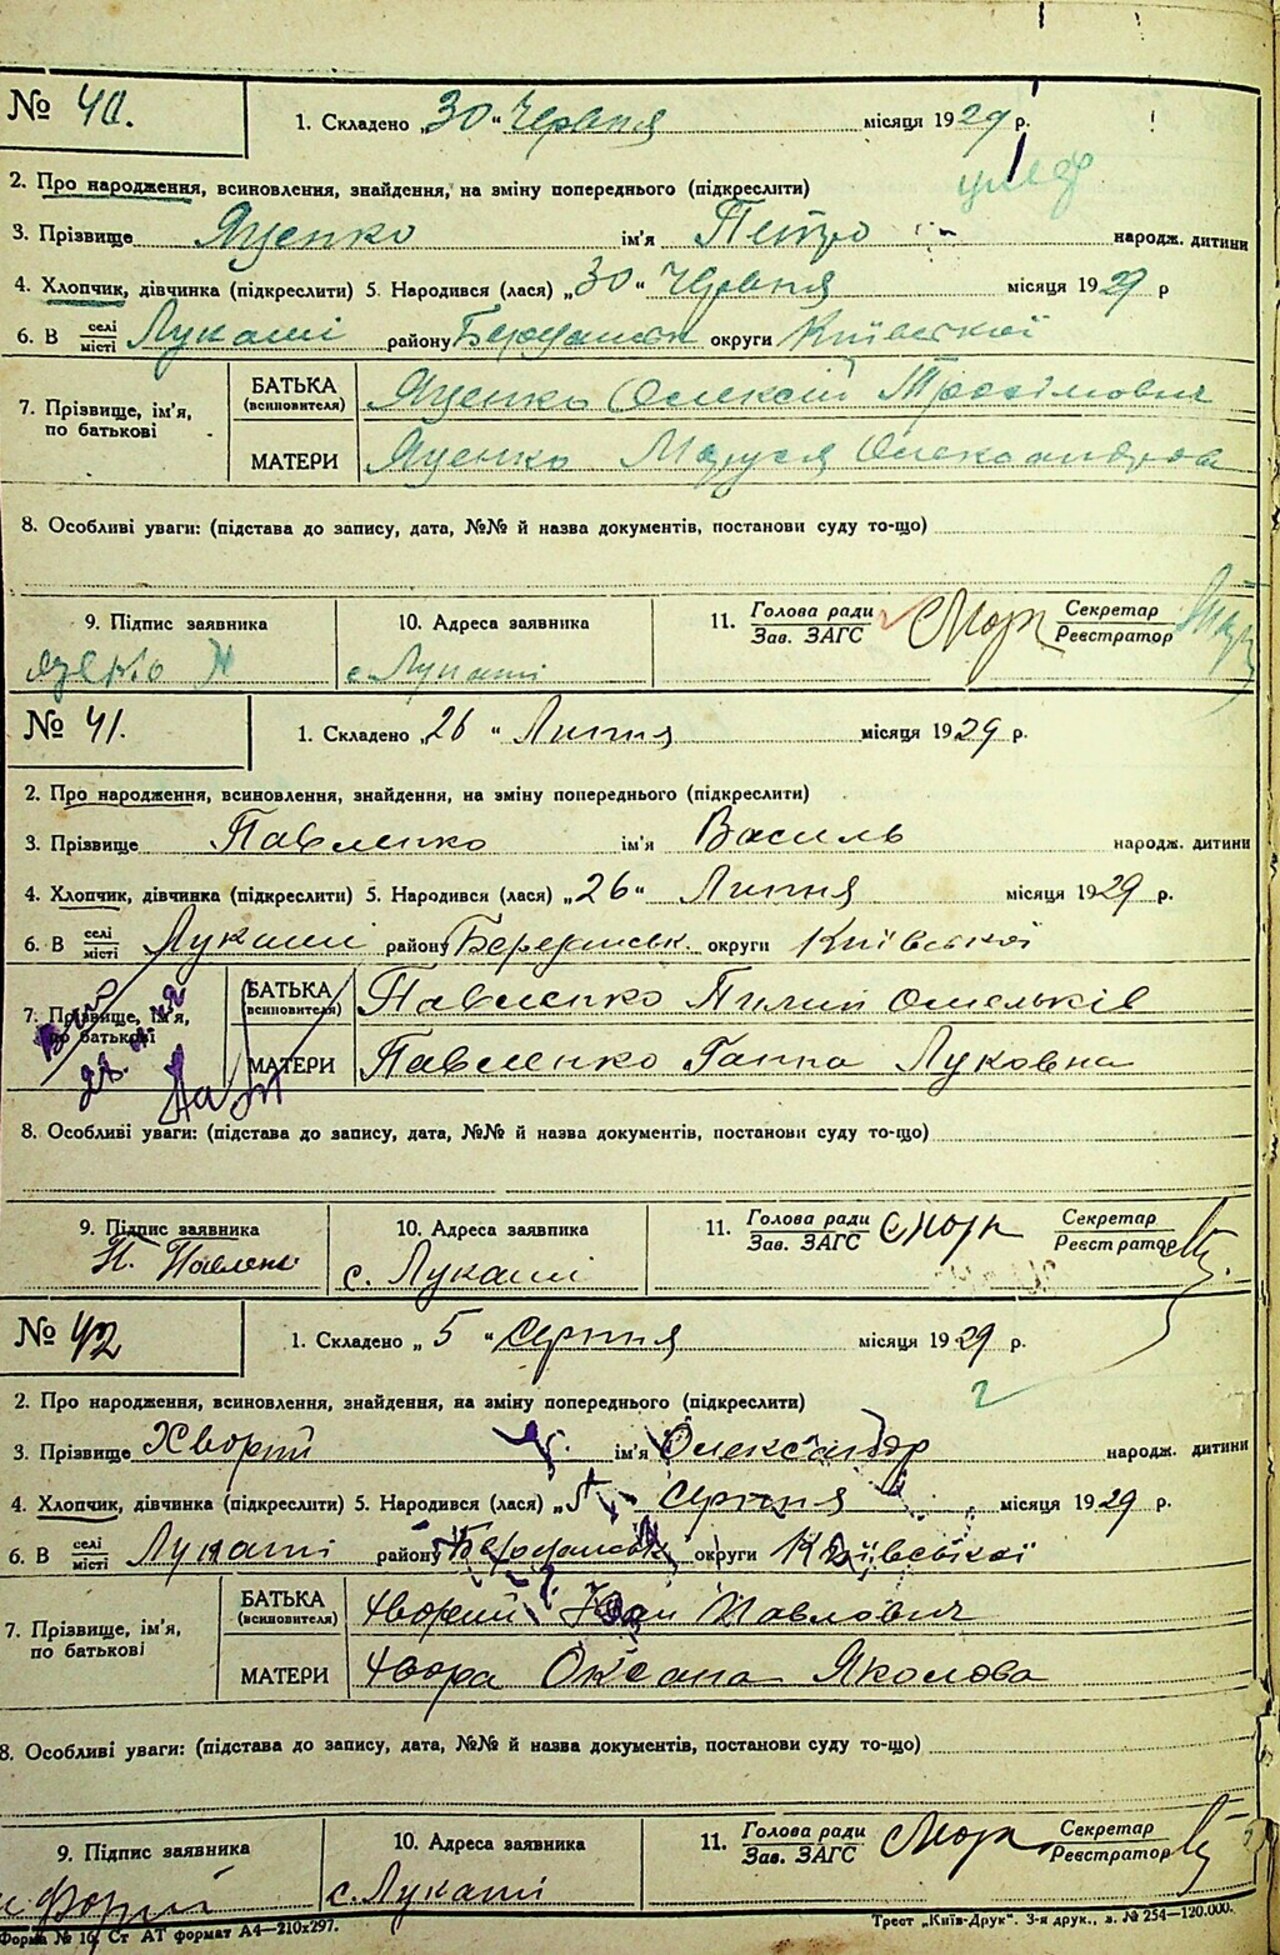 № 40. 1. Складено „30“ Червня місяця 1929 р.
2. Про народження, всиновлення, знайдення, на зміну попереднього (підкреслити)
умер
3. Прізвище Яценко ім'я Петро народж. дитини
4. Хлопчик, дівчинка (підкреслити) 5. Народився (лася) „30“ Червня місяця 1929 р
6. В селі/місті Лукаші району округи Київської
7. Прізвище, ім'я, по батькові
БАТЬКА (всиновителя) Яценко Олексій
МАТЕРИ Яценко Маруся Олександрова
8. Особливі уваги: (підстава до запису, дата, №№ й назва документів, постанови суду то-що)
9. Підпис заявника 10. Адреса заявника 11. Голова ради/Зав. ЗАГС Секретар/Реєстратор
с. Лукаші
№ 41. 1. Складено „26“ Липня місяця 1929 р.
2. Про народження, всиновлення, знайдення, на зміну попереднього (підкреслити)
3. Прізвище Павленко ім'я Василь народж. дитини
4. Хлопчик, дівчинка (підкреслити) 5. Народився (лася) „26“ Липня місяця 1929 р.
6. В селі/місті Лукаші району округи Київської
7. Прізвище, ім'я, по батькові
БАТЬКА (всиновителя) Павленко Пилип Омельків
МАТЕРИ Павленко Ганна Луковна
8. Особливі уваги: (підстава до запису, дата, №№ й назва документів, постанови суду то-що)
9. Підпис заявника 10. Адреса заявника 11. Голова ради/Зав. ЗАГС Секретар/Реєстратор
с. Лукаші
№ 42 1. Складено „5“ Серпня місяця 1929 р.
2. Про народження, всиновлення, знайдення, на зміну попереднього (підкреслити)
3. Прізвище Хворий ім'я Олександр народж. дитини
4. Хлопчик, дівчинка (підкреслити) 5. Народився (лася) „5“ Серпня місяця 1929 р.
6. В селі/місті Лукаші району округи Київської
7. Прізвище, ім'я, по батькові
БАТЬКА (всиновителя) Хворий Іван Павлович
МАТЕРИ Хвора Оксана
8. Особливі уваги: (підстава до запису, дата, №№ й назва документів, постанови суду то-що)
9. Підпис заявника 10. Адреса заявника 11. Голова ради/Зав. ЗАГС Секретар/Реєстратор
с. Лукаші
Форма № 16, Ст АТ формат А4—210х297. Трест „Київ-Друк“. 3-я друк., з. № 254—120.000.